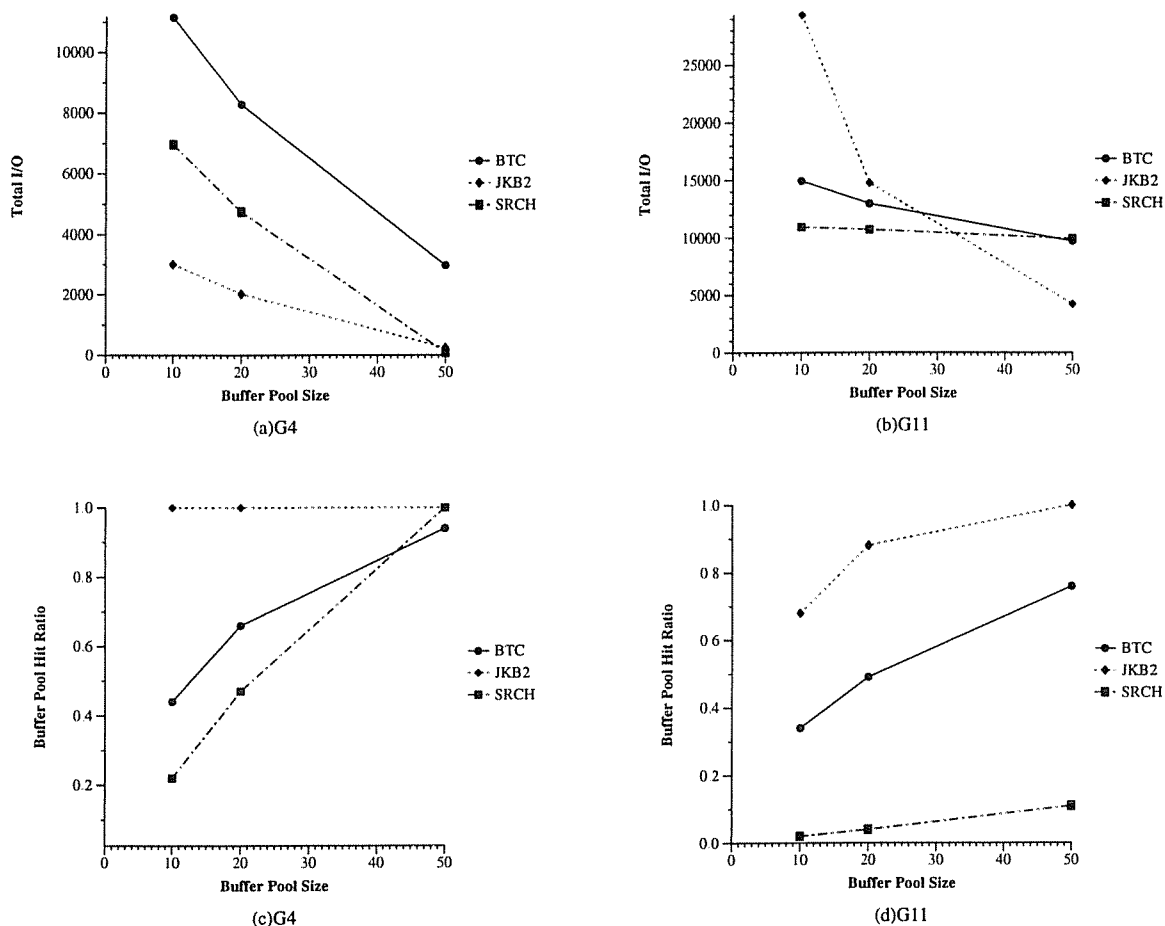 10000
8000
6000
4000
2000
0
Total I/O
0 10 20 30 40 50
Buffer Pool Size
BTC
JKB2
SRCH
(a)G4
25000
20000
15000
10000
5000
0
Total I/O
0 10 20 30 40 50
Buffer Pool Size
BTC
JKB2
SRCH
(b)G11
1.0
0.8
0.6
0.4
0.2
Buffer Pool Hit Ratio
0 10 20 30 40 50
Buffer Pool Size
BTC
JKB2
SRCH
(c)G4
1.0
0.8
0.6
0.4
0.2
0.0
Buffer Pool Hit Ratio
0 10 20 30 40 50
Buffer Pool Size
BTC
JKB2
SRCH
(d)G11